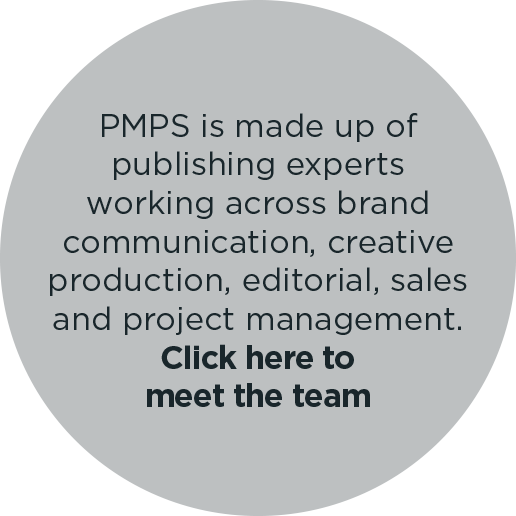 PMPS is made up of
publishing experts
working across brand
communication, creative
production, editorial, sales
and project management.
Click here to
meet the team